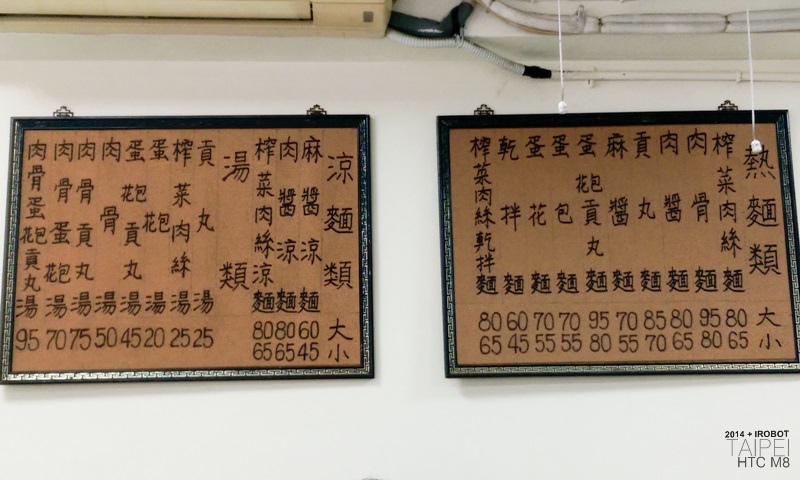 熱麵類 大 小
榨菜肉絲麵 80 65
肉骨麵 95 80
肉醬麵 80 65
貢丸麵 85 70
麻醬麵 70 55
蛋花包貢丸麵 95 80
蛋包麵 70 55
蛋花麵 70 55
乾拌麵 60 45
榨菜肉絲乾拌麵 80 65
涼麵類 大 小
麻醬涼麵 60 45
肉醬涼麵 80 65
榨菜肉絲涼麵 80 65
湯類
貢丸湯 25
榨菜肉絲湯 25
蛋花包湯 20
蛋花包貢丸湯 45
肉骨湯 50
肉骨貢丸湯 75
肉骨蛋花包湯 70
肉骨蛋花包貢丸湯 95
2014 + IROBOT
TAIPEI
HTC M8